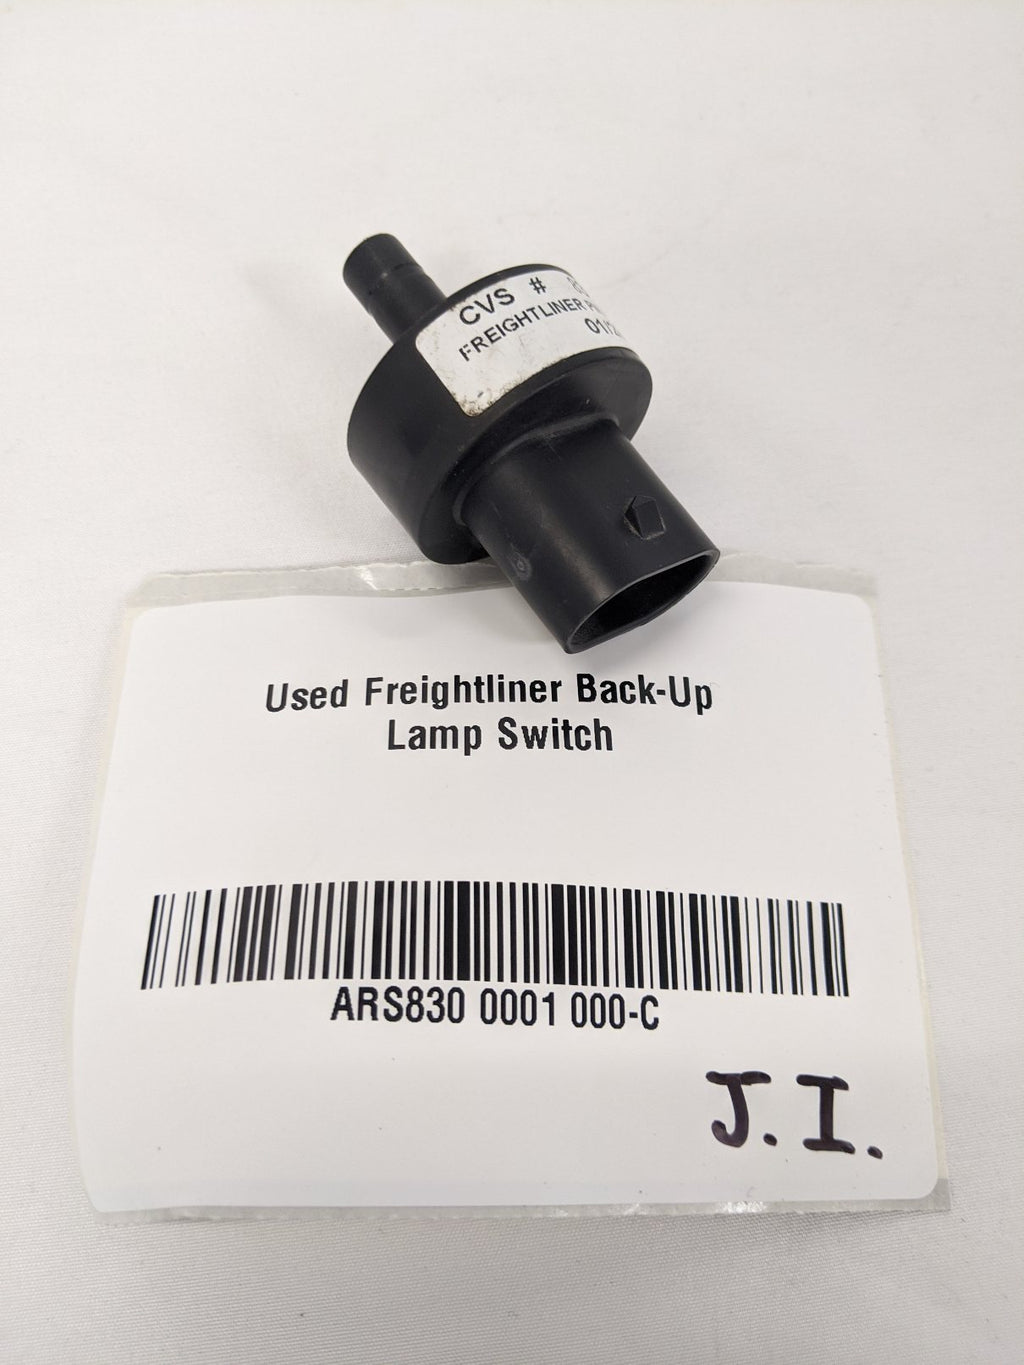 CVS #
FREIGHTLINER
Used Freightliner Back-Up
Lamp Switch
ARS830 0001 000-C
J.I.